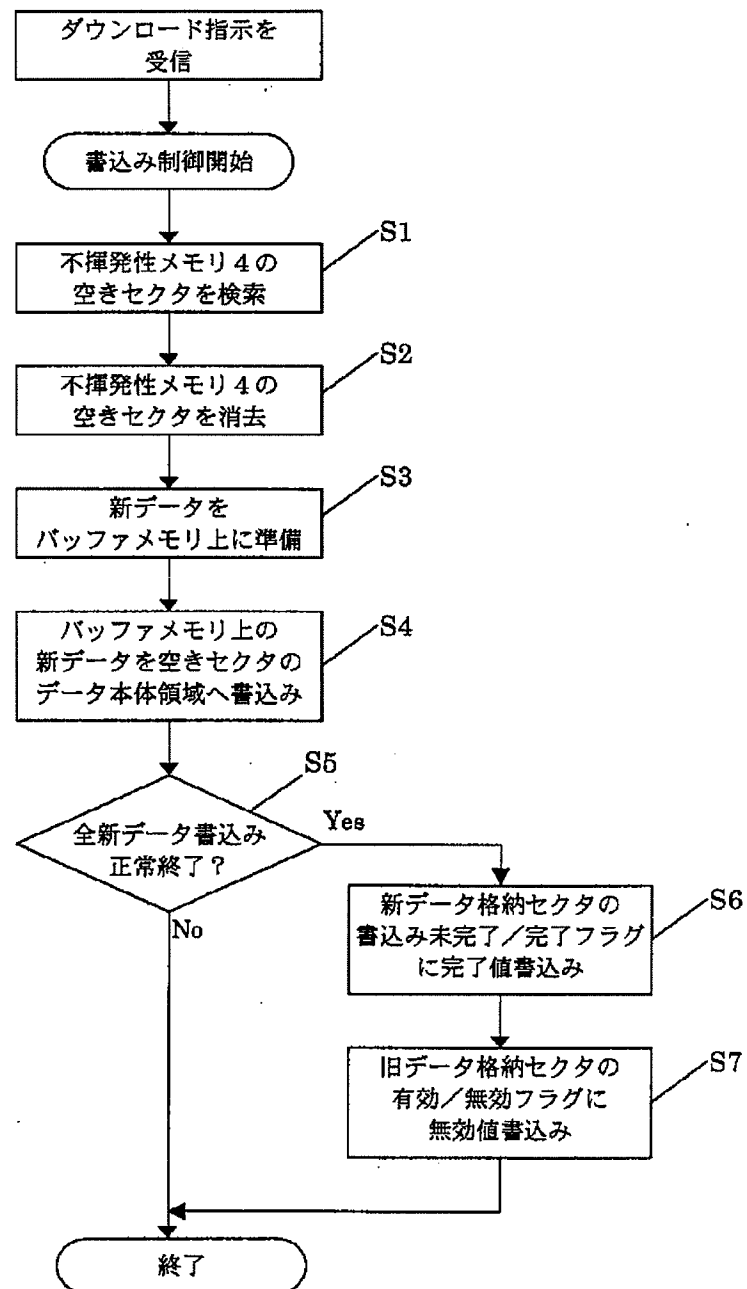 ダウンロード指示を
受信
書込み制御開始
S1
不揮発性メモリ４の
空きセクタを検索
S2
不揮発性メモリ４の
空きセクタを消去
S3
新データを
バッファメモリ上に準備
S4
バッファメモリ上の
新データを空きセクタの
データ本体領域へ書込み
S5
全新データ書込み
正常終了？
Yes
No
S6
新データ格納セクタの
書込み未完了／完了フラグ
に完了値書込み
S7
旧データ格納セクタの
有効／無効フラグに
無効値書込み
終了